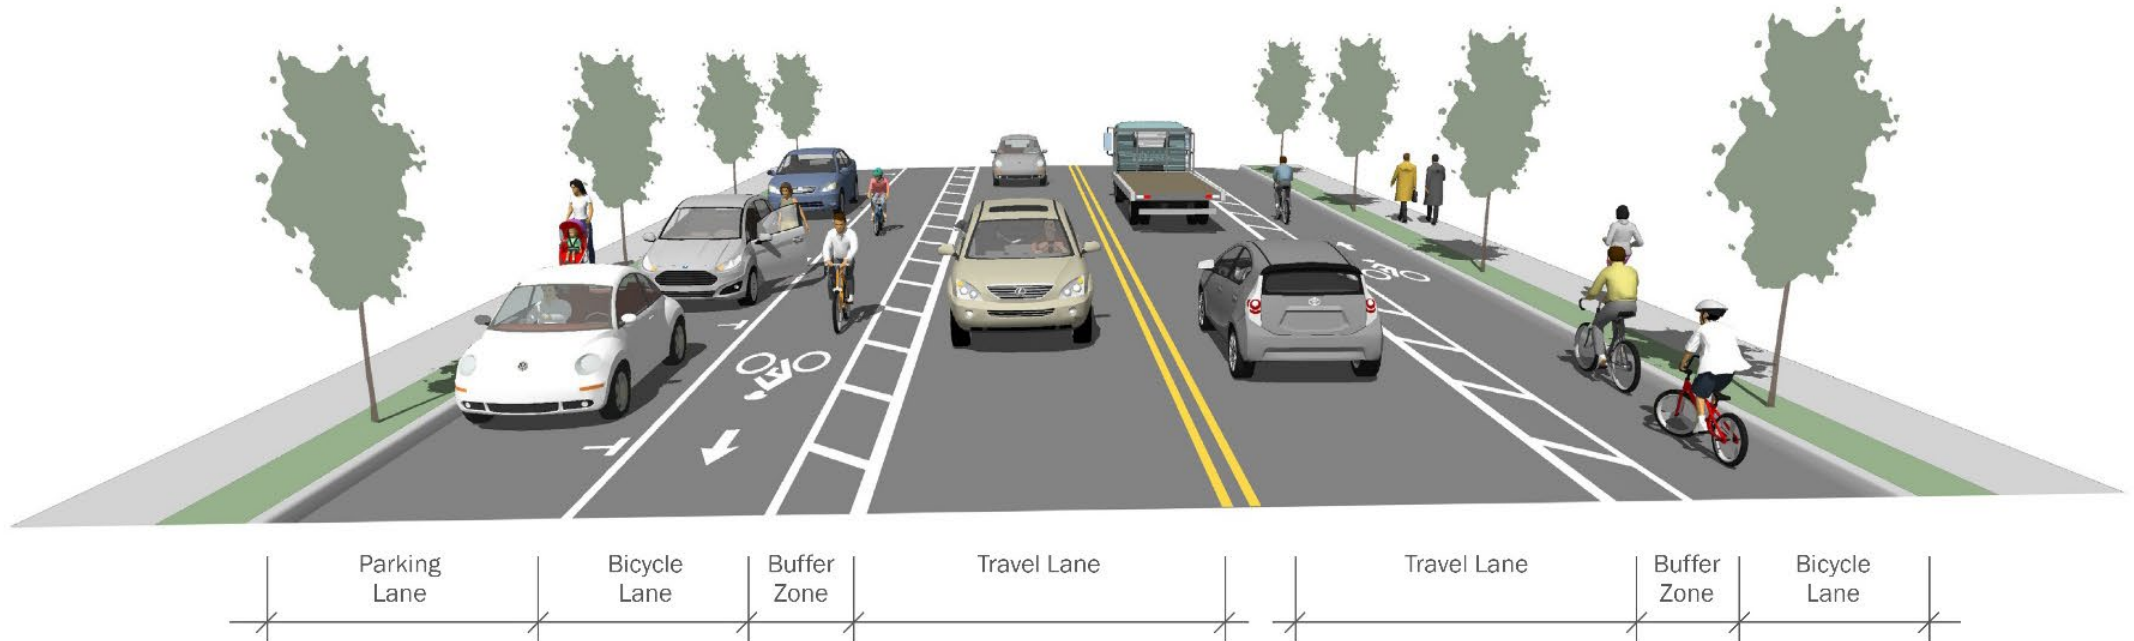 Parking
Lane
Bicycle
Lane
Buffer
Zone
Travel Lane
Travel Lane
Buffer
Zone
Bicycle
Lane